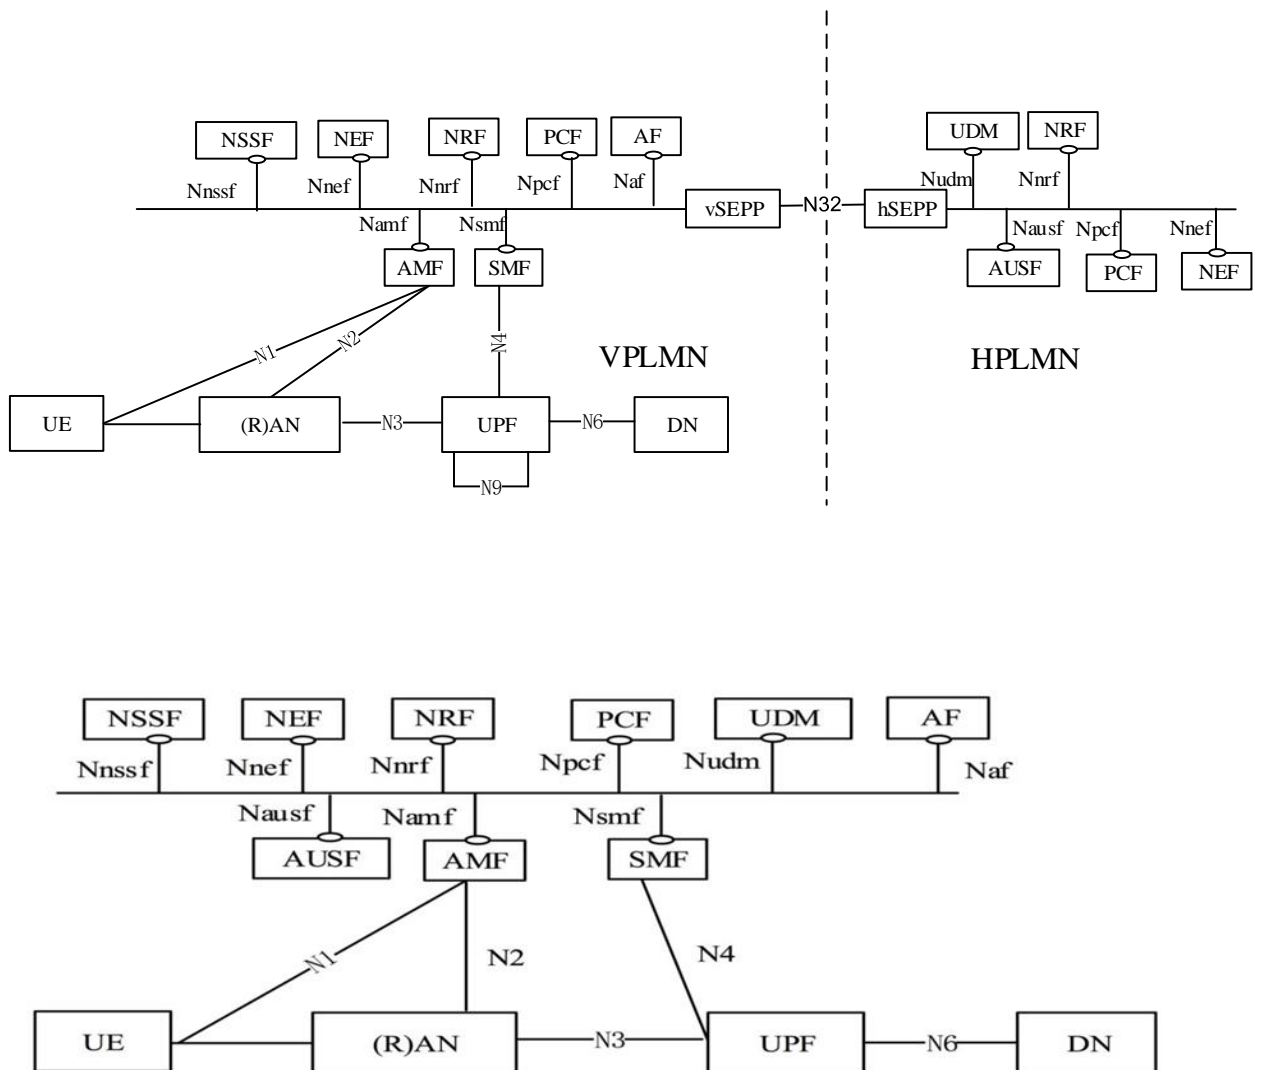 NSSF NEF NRF PCF AF UDM NRF
Nnssf Nnef Nnrf Npcf Naf Nudm Nnrf
vSEPP N32 hSEPP
Namf Nsmf Nausf Npcf Nnef
AMF SMF AUSF PCF NEF
N1 N2 N4 VPLMN HPLMN
UE (R)AN N3 UPF N6 DN
N9
NSSF NEF NRF PCF UDM AF
Nnssf Nnef Nnrf Npcf Nudm Naf
Nausf Namf Nsmf
AUSF AMF SMF
N1 N2 N4
UE (R)AN N3 UPF N6 DN